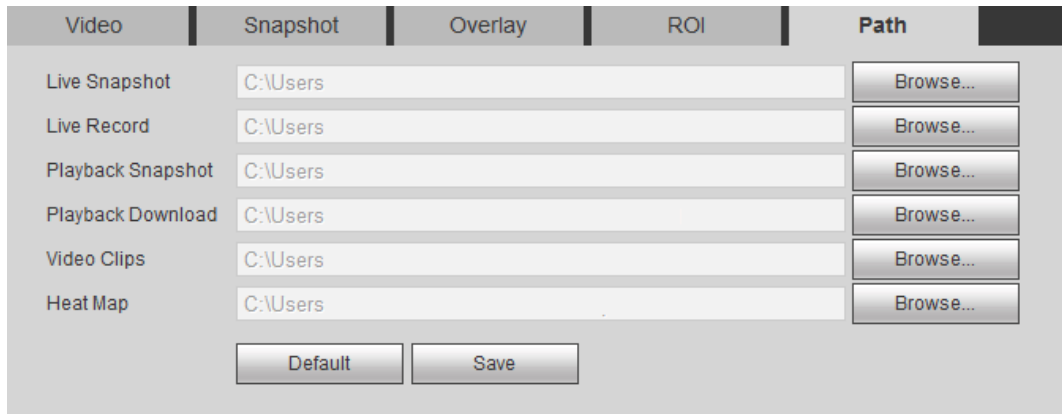 Video Snapshot Overlay ROI Path
Live Snapshot C:\Users Browse...
Live Record C:\Users Browse...
Playback Snapshot C:\Users Browse...
Playback Download C:\Users Browse...
Video Clips C:\Users Browse...
Heat Map C:\Users Browse...
Default Save